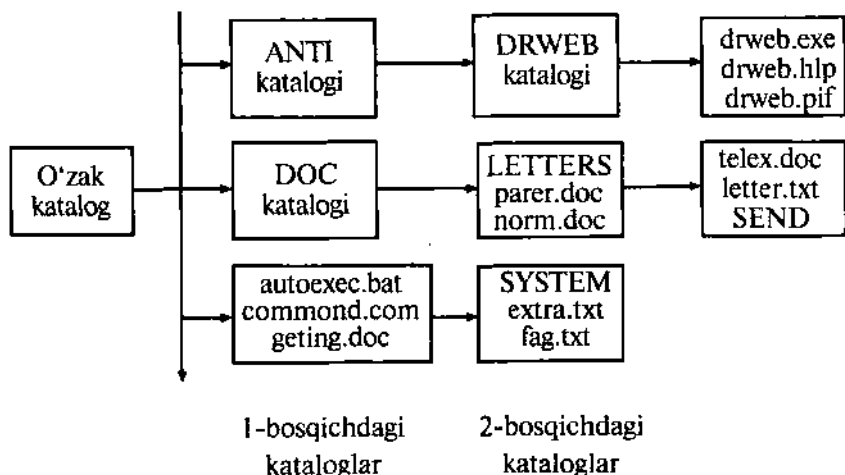 ANTI
katalogi
DRWEB
katalogi
drweb.exe
drweb.hlp
drweb.pif
O‘zak
katalog
DOC
katalogi
LETTERS
parer.doc
norm.doc
telex.doc
letter.txt
SEND
autoexec.bat
commond.com
geting.doc
SYSTEM
extra.txt
fag.txt
1-bosqichdagi
kataloglar
2-bosqichdagi
kataloglar